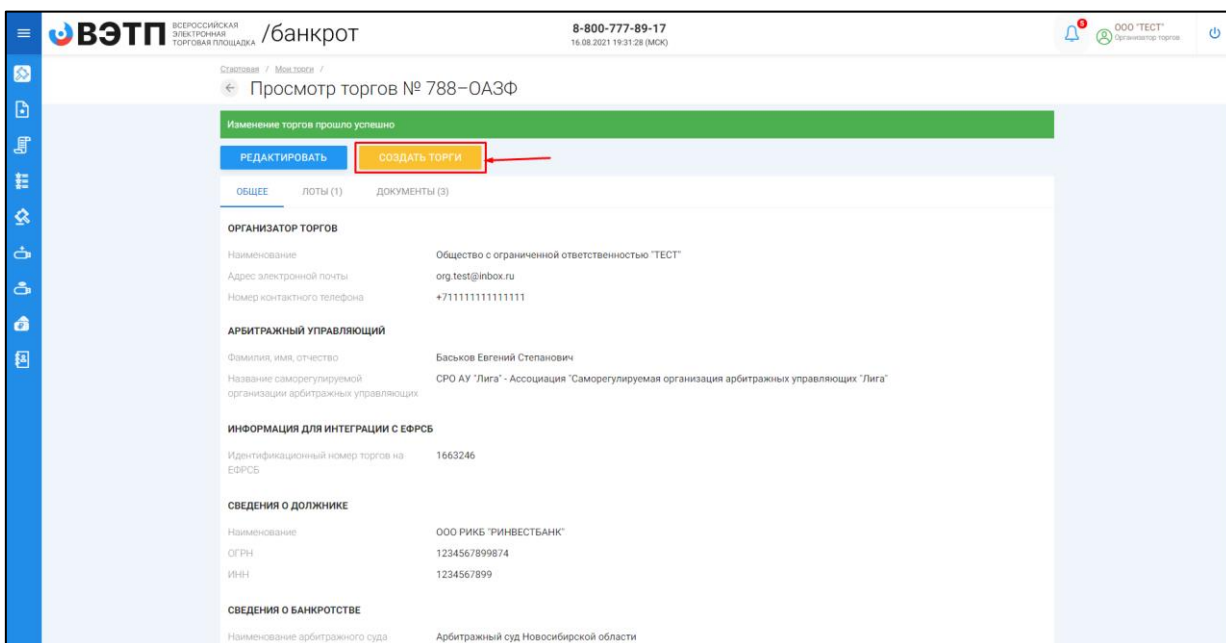 ВЭТП ВСЕРОССИЙСКАЯ ЭЛЕКТРОННАЯ ТОРГОВАЯ ПЛОЩАДКА /банкрот
8-800-777-89-17
16.08.2021 19:31:28 (МСК)
5
ООО "ТЕСТ"
Организатор торгов
Стартовая / Мои торги /
Просмотр торгов № 788-ОАЗФ
Изменение торгов прошло успешно
РЕДАКТИРОВАТЬ СОЗДАТЬ ТОРГИ
ОБЩЕЕ ЛОТЫ (1) ДОКУМЕНТЫ (3)
ОРГАНИЗАТОР ТОРГОВ
Наименование Общество с ограниченной ответственностью "ТЕСТ"
Адрес электронной почты org.test@inbox.ru
Номер контактного телефона +711111111111111
АРБИТРАЖНЫЙ УПРАВЛЯЮЩИЙ
Фамилия, имя, отчество Баськов Евгений Степанович
Название саморегулируемой СРО АУ "Лига" - Ассоциация "Саморегулируемая организация арбитражных управляющих "Лига"
организации арбитражных управляющих
ИНФОРМАЦИЯ ДЛЯ ИНТЕГРАЦИИ С ЕФРСБ
Идентификационный номер торгов на 1663246
ЕФРСБ
СВЕДЕНИЯ О ДОЛЖНИКЕ
Наименование ООО РИКБ "РИНВЕСТБАНК"
ОГРН 1234567899874
ИНН 1234567899
СВЕДЕНИЯ О БАНКРОТСТВЕ
Наименование арбитражного суда Арбитражный суд Новосибирской области